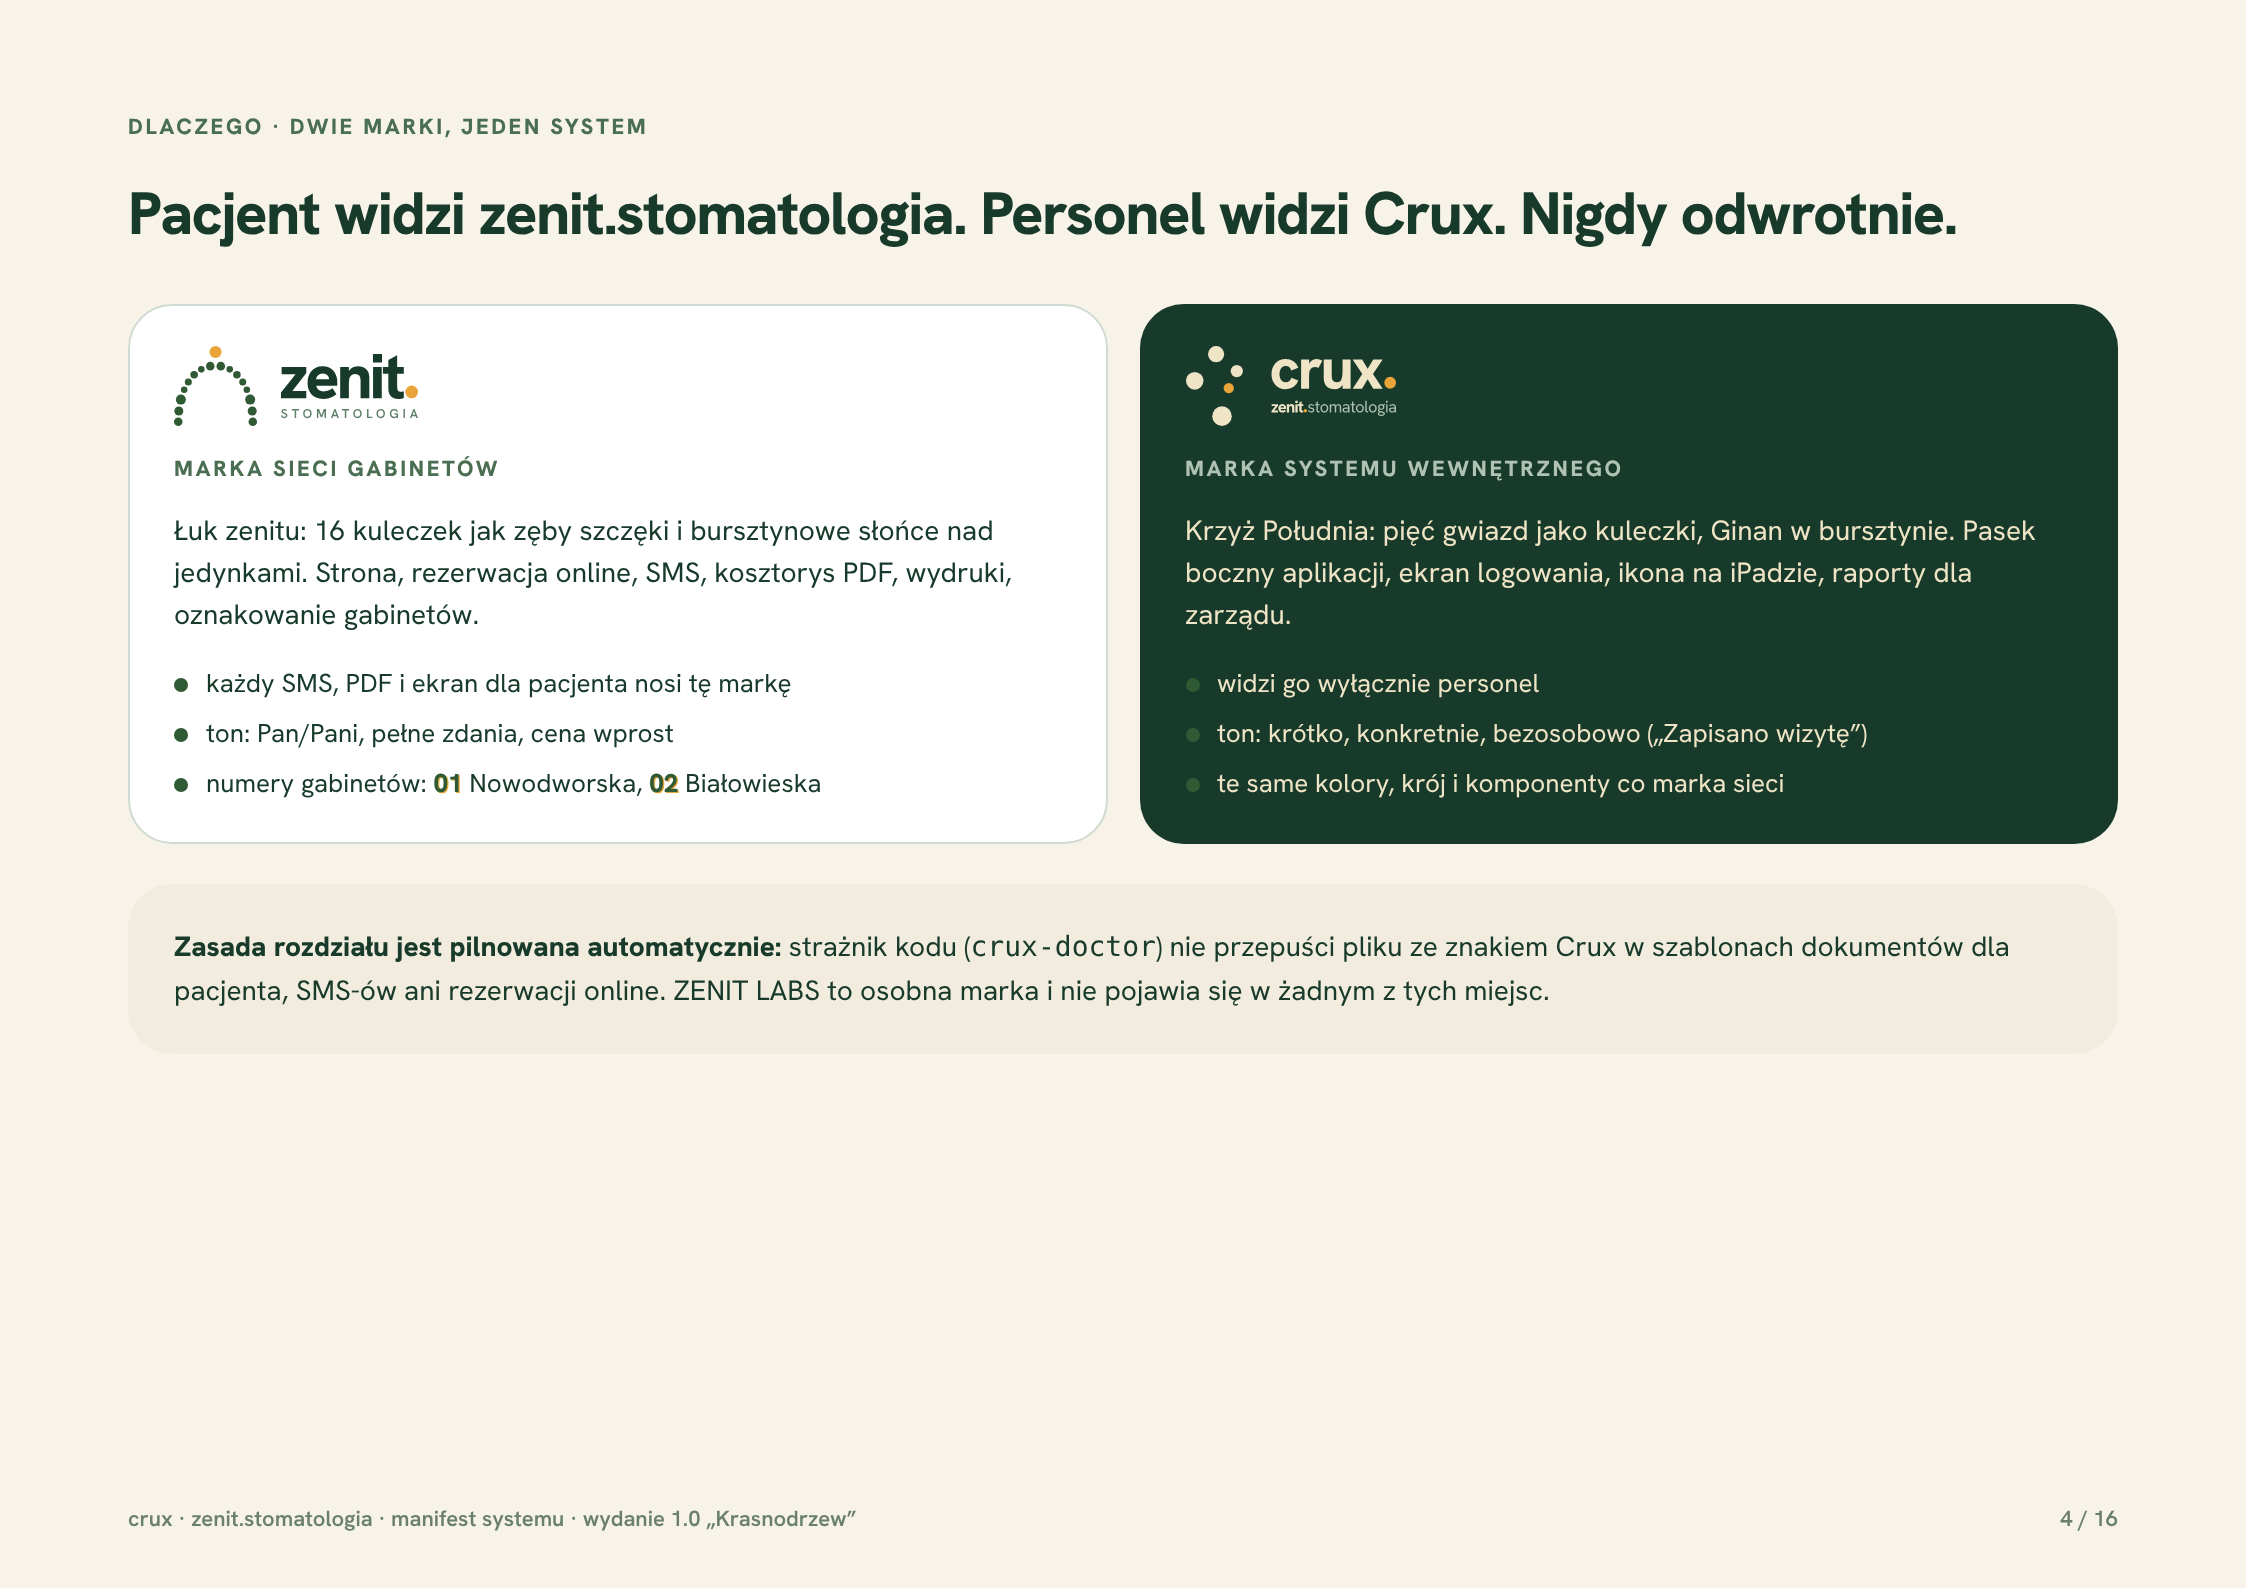 DLACZEGO · DWIE MARKI, JEDEN SYSTEM
Pacjent widzi zenit.stomatologia. Personel widzi Crux. Nigdy odwrotnie.
zenit.
STOMATOLOGIA
MARKA SIECI GABINETÓW
Łuk zenitu: 16 kuleczek jak zęby szczęki i bursztynowe słońce nad
jedynkami. Strona, rezerwacja online, SMS, kosztorys PDF, wydruki,
oznakowanie gabinetów.
każdy SMS, PDF i ekran dla pacjenta nosi tę markę
ton: Pan/Pani, pełne zdania, cena wprost
numery gabinetów: 01 Nowodworska, 02 Białowieska
crux.
zenit.stomatologia
MARKA SYSTEMU WEWNĘTRZNEGO
Krzyż Południa: pięć gwiazd jako kuleczki, Ginan w bursztynie. Pasek
boczny aplikacji, ekran logowania, ikona na iPadzie, raporty dla
zarządu.
widzi go wyłącznie personel
ton: krótko, konkretnie, bezosobowo („Zapisano wizytę”)
te same kolory, krój i komponenty co marka sieci
Zasada rozdziału jest pilnowana automatycznie: strażnik kodu (crux-doctor) nie przepuści pliku ze znakiem Crux w szablonach dokumentów dla
pacjenta, SMS-ów ani rezerwacji online. ZENIT LABS to osobna marka i nie pojawia się w żadnym z tych miejsc.
crux · zenit.stomatologia · manifest systemu · wydanie 1.0 „Krasnodrzew”
4 / 16